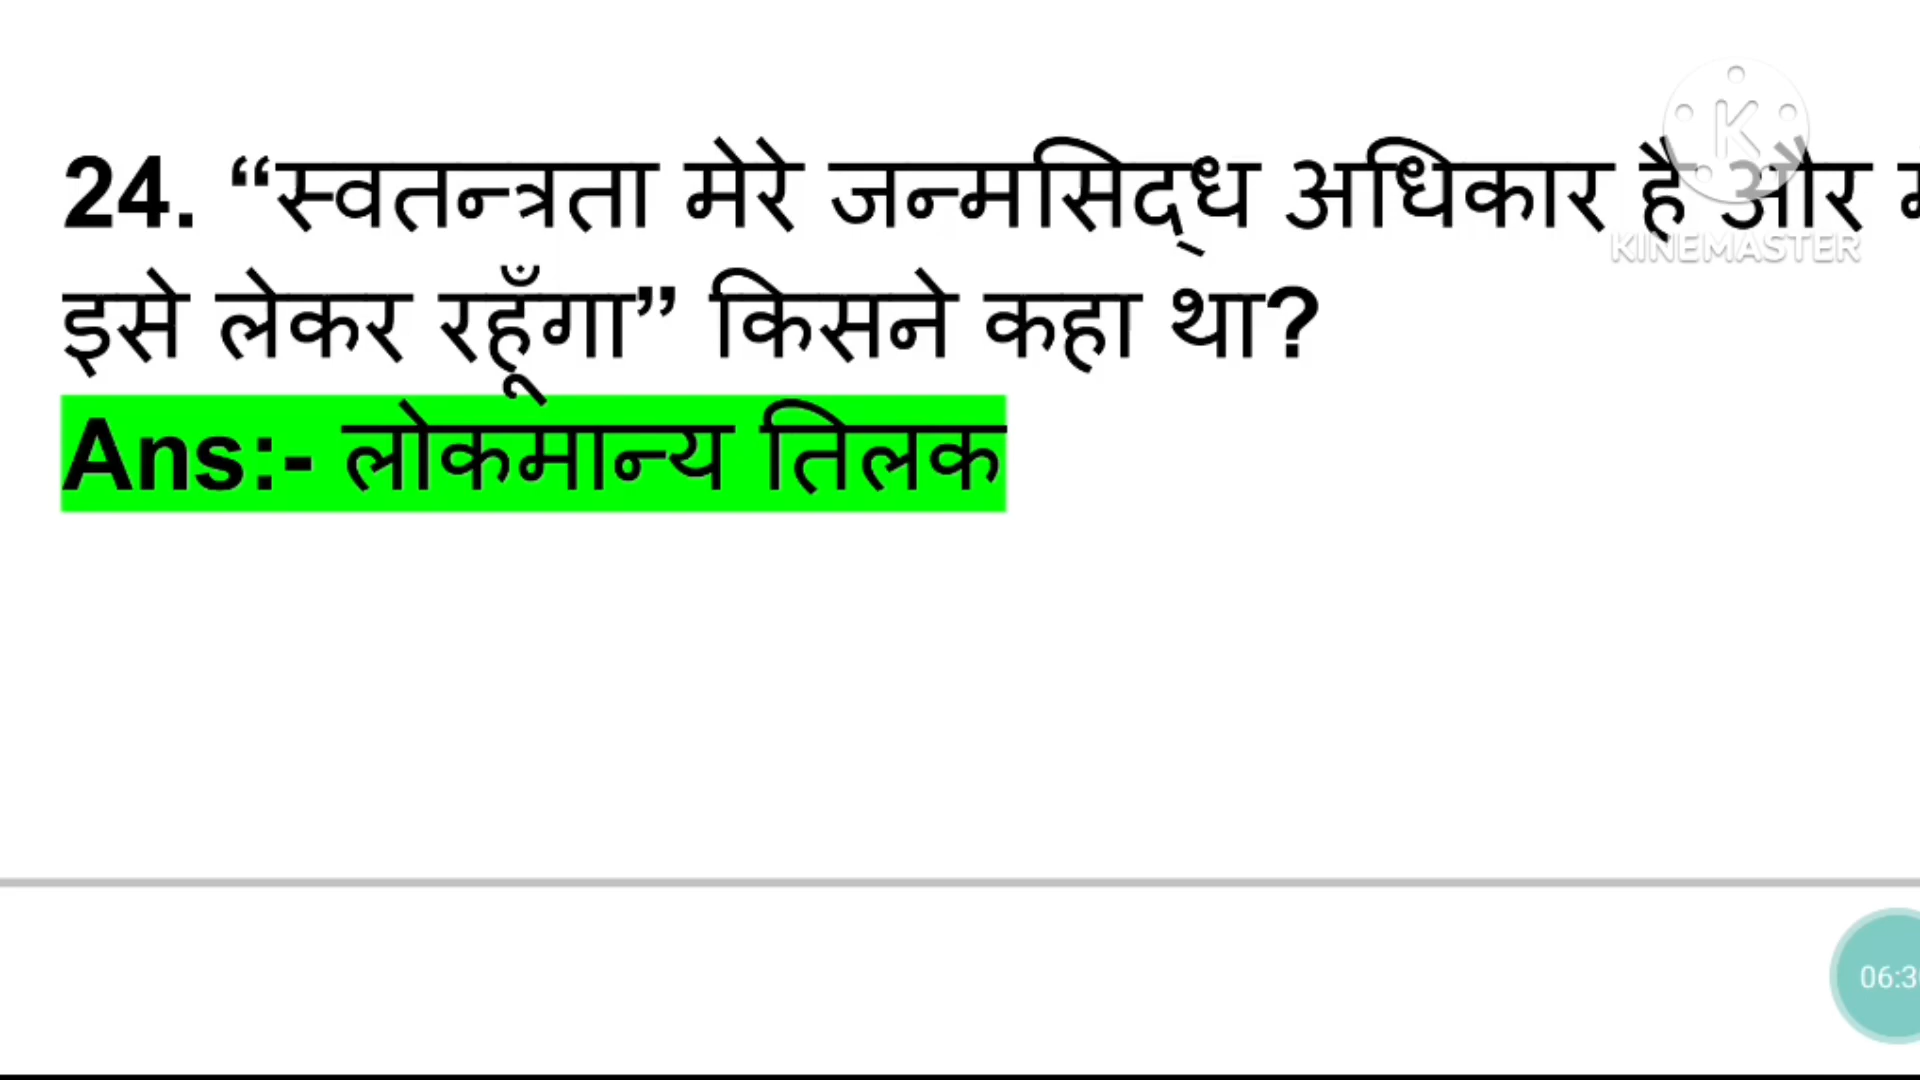 24. “स्वतन्त्रता मेरे जन्मसिद्ध अधिकार है और
इसे लेकर रहूँगा” किसने कहा था?
Ans:- लोकमान्य तिलक
K
KINEMASTER